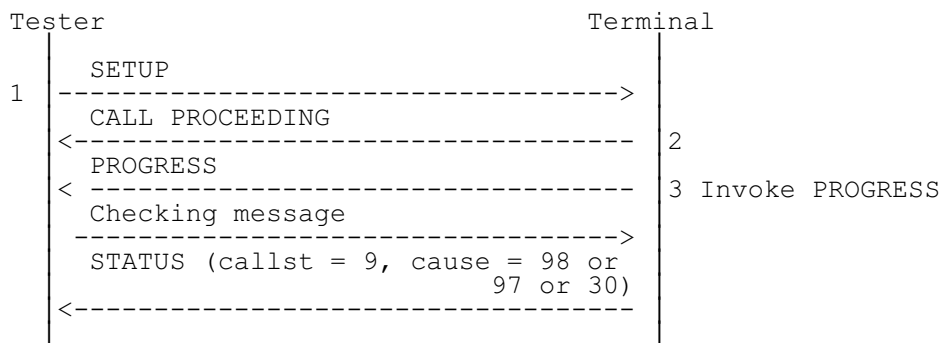 Tester Terminal
SETUP
1
CALL PROCEEDING
2
PROGRESS
3 Invoke PROGRESS
Checking message
STATUS (callst = 9, cause = 98 or
97 or 30)